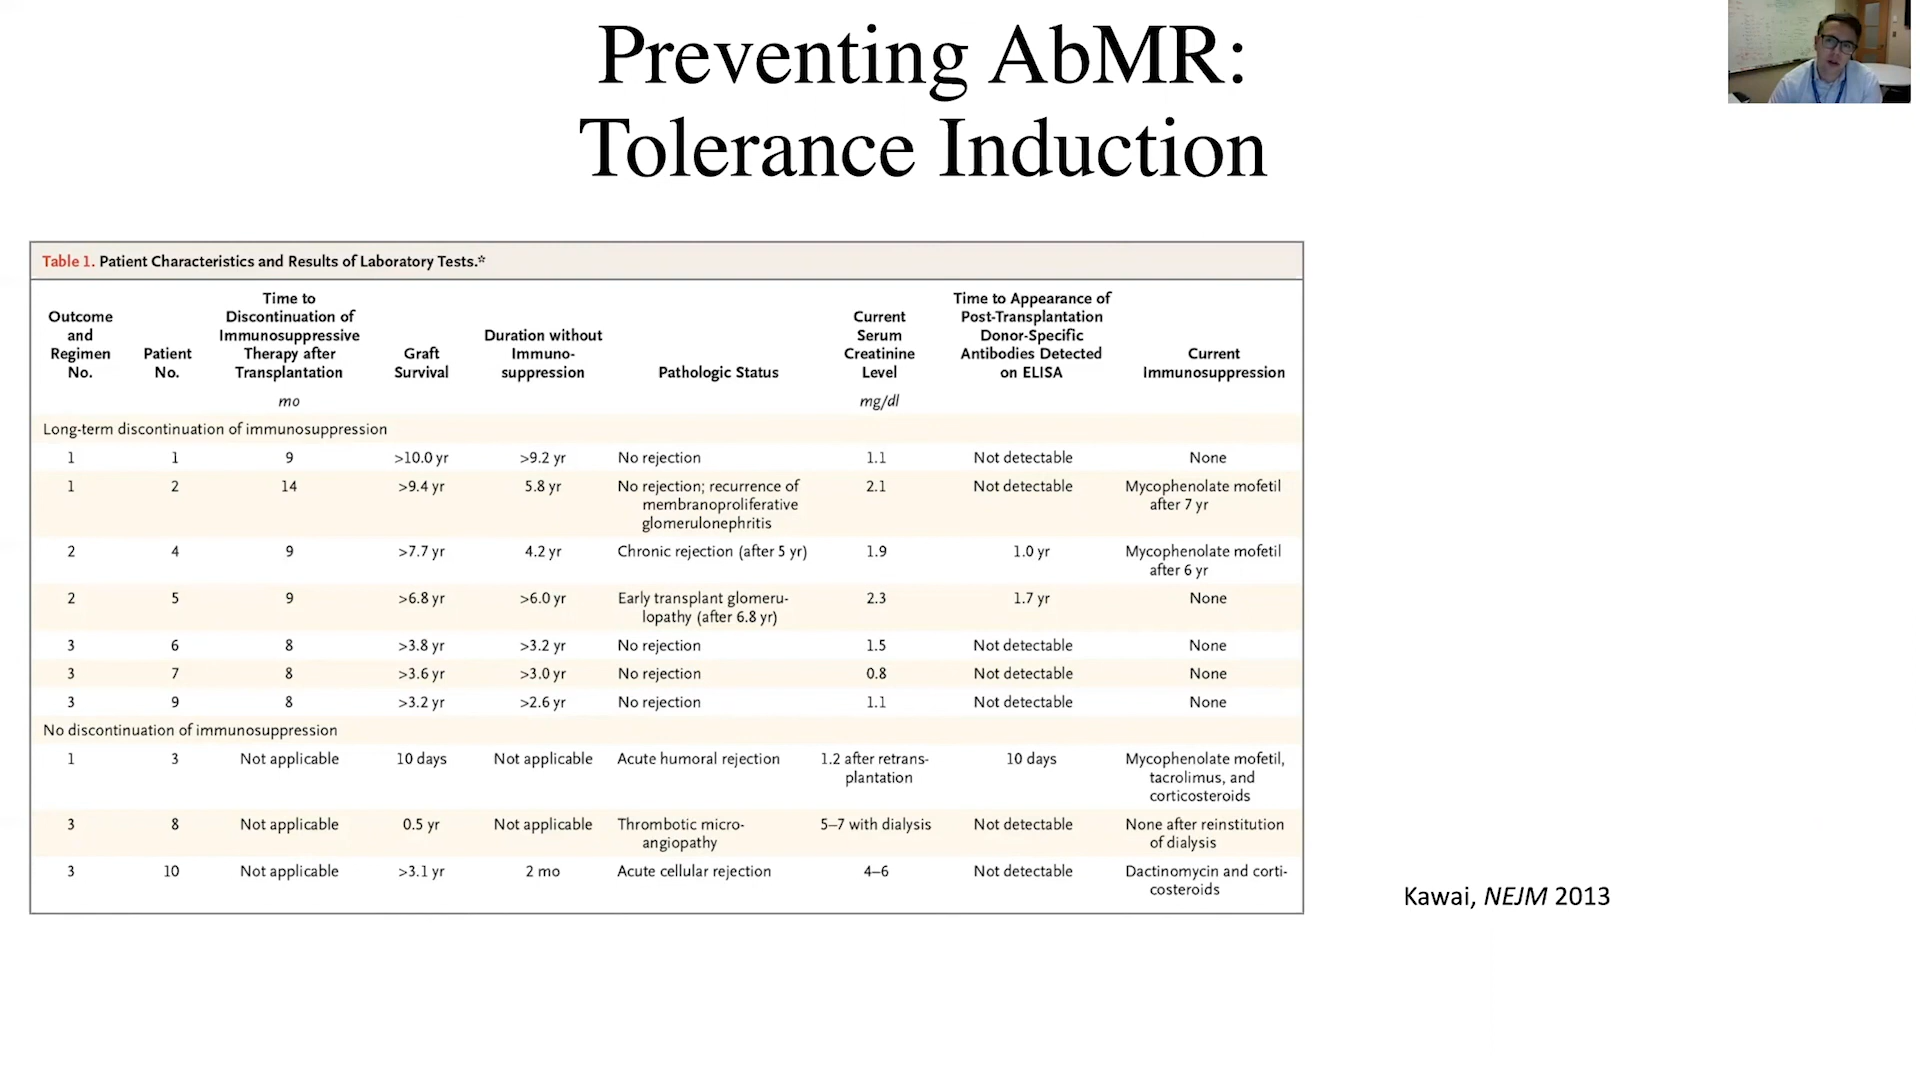 Preventing AbMR:
Tolerance Induction
Table 1. Patient Characteristics and Results of Laboratory Tests.*
Outcome and Regimen No.
Patient No.
Time to Discontinuation of Immunosuppressive Therapy after Transplantation
Graft Survival
Duration without Immuno-suppression
Pathologic Status
Current Serum Creatinine Level
Time to Appearance of Post-Transplantation Donor-Specific Antibodies Detected on ELISA
Current Immunosuppression
mo mg/dl
Long-term discontinuation of immunosuppression
1 1 9 >10.0 yr >9.2 yr No rejection 1.1 Not detectable None
1 2 14 >9.4 yr 5.8 yr No rejection; recurrence of 2.1 Not detectable Mycophenolate mofetil
membranoproliferative after 7 yr
glomerulonephritis
2 4 9 >7.7 yr 4.2 yr Chronic rejection (after 5 yr) 1.9 1.0 yr Mycophenolate mofetil
after 6 yr
2 5 9 >6.8 yr >6.0 yr Early transplant glomeru- 2.3 1.7 yr None
lopathy (after 6.8 yr)
3 6 8 >3.8 yr >3.2 yr No rejection 1.5 Not detectable None
3 7 8 >3.6 yr >3.0 yr No rejection 0.8 Not detectable None
3 9 8 >3.2 yr >2.6 yr No rejection 1.1 Not detectable None
No discontinuation of immunosuppression
1 3 Not applicable 10 days Not applicable Acute humoral rejection 1.2 after retrans- 10 days Mycophenolate mofetil,
plantation tacrolimus, and
corticosteroids
3 8 Not applicable 0.5 yr Not applicable Thrombotic micro- 5–7 with dialysis Not detectable None after reinstitution
angiopathy of dialysis
3 10 Not applicable >3.1 yr 2 mo Acute cellular rejection 4–6 Not detectable Dactinomycin and corti-
costeroids
Kawai, NEJM 2013